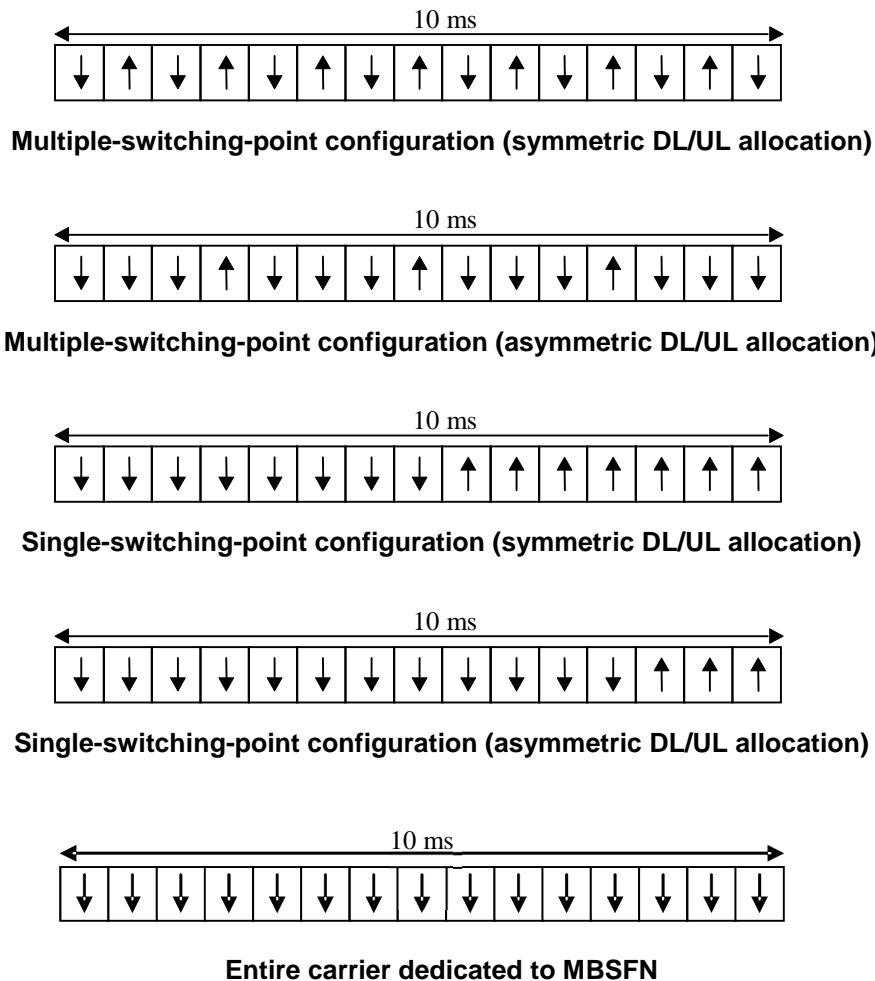 10 ms
Multiple-switching-point configuration (symmetric DL/UL allocation)
10 ms
Multiple-switching-point configuration (asymmetric DL/UL allocation)
10 ms
Single-switching-point configuration (symmetric DL/UL allocation)
10 ms
Single-switching-point configuration (asymmetric DL/UL allocation)
10 ms
Entire carrier dedicated to MBSFN